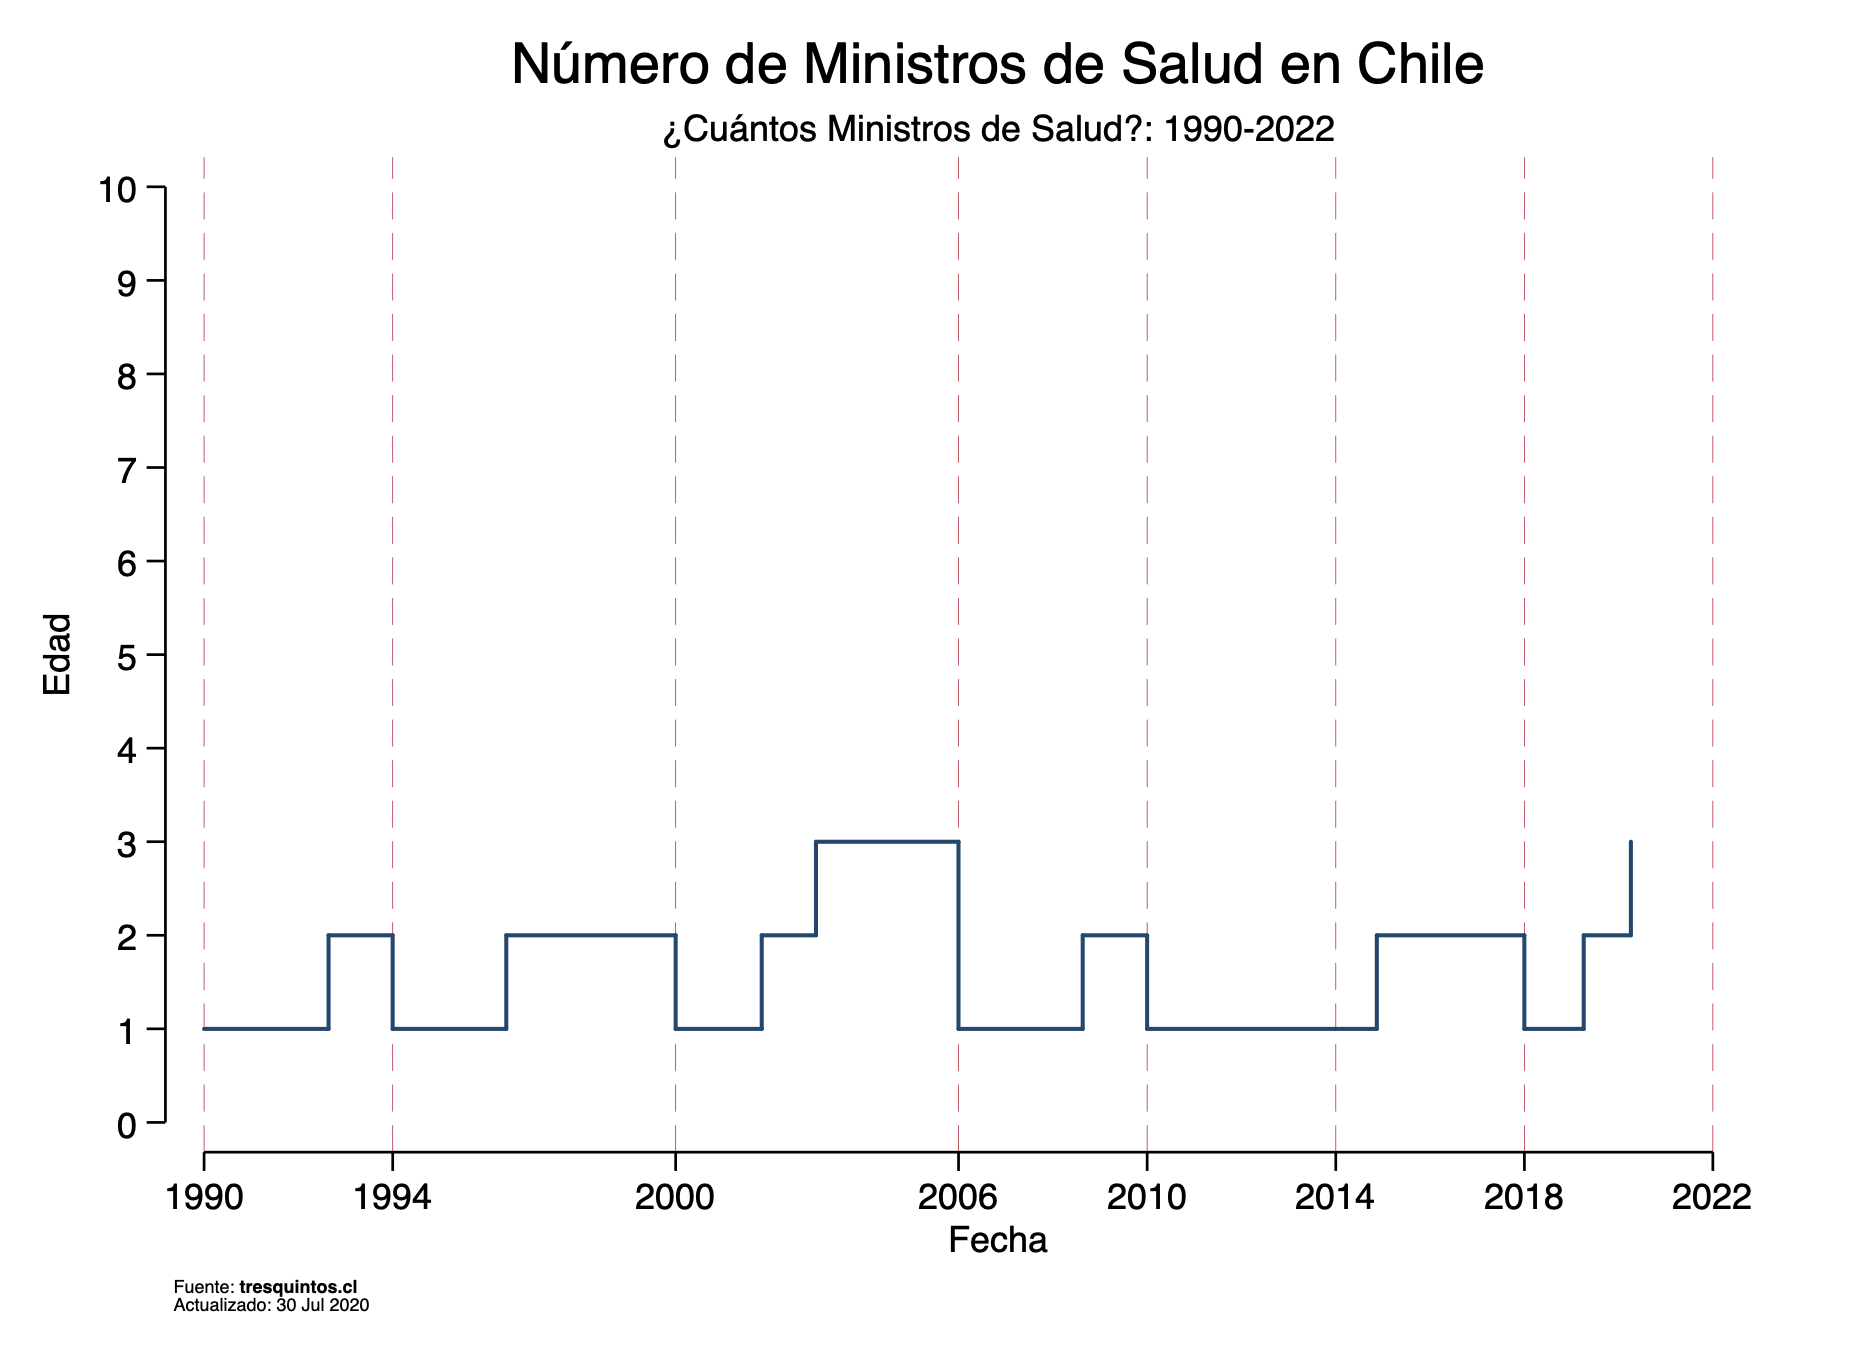 Número de Ministros de Salud en Chile
¿Cuántos Ministros de Salud?: 1990-2022
10
9
8
7
6
5
4
3
2
1
0
Edad
1990 1994 2000 2006 2010 2014 2018 2022
Fecha
Fuente: tresquintos.cl
Actualizado: 30 Jul 2020